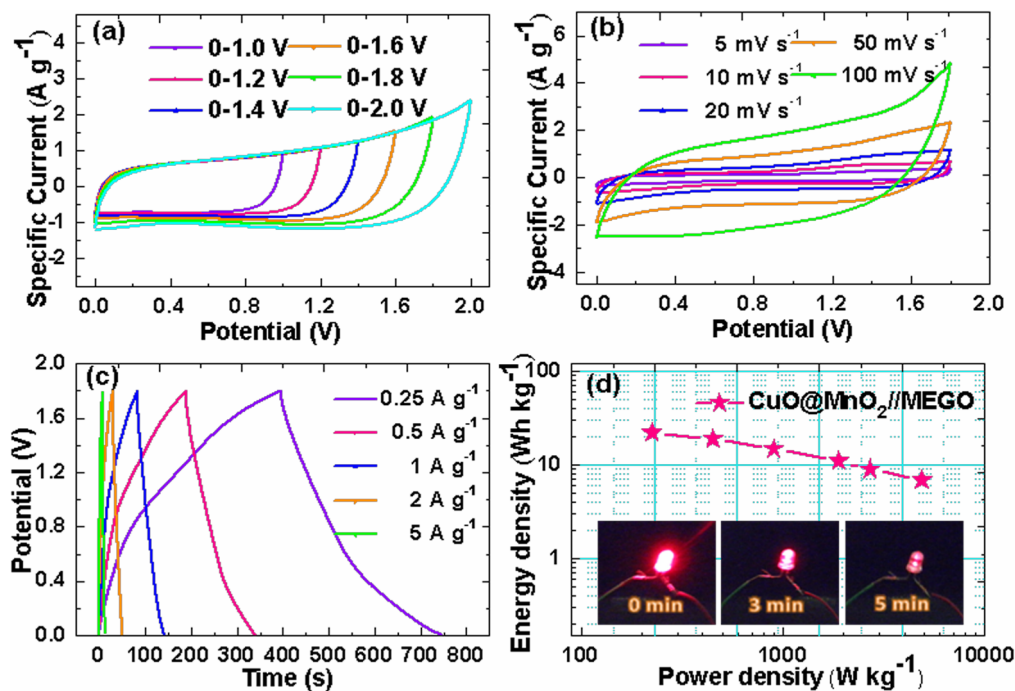 (a)
0-1.0 V
0-1.6 V
0-1.2 V
0-1.8 V
0-1.4 V
0-2.0 V
4
3
2
1
0
-1
-2
Specific Current (A g⁻¹)
0.0 0.4 0.8 1.2 1.6 2.0
Potential (V)
(b)
5 mV s⁻¹
50 mV s⁻¹
10 mV s⁻¹
100 mV s⁻¹
20 mV s⁻¹
6
4
2
0
-2
-4
Specific Current (A g⁻¹)
0.0 0.4 0.8 1.2 1.6 2.0
Potential (V)
(c)
0.25 A g⁻¹
0.5 A g⁻¹
1 A g⁻¹
2 A g⁻¹
5 A g⁻¹
2.0
1.6
1.2
0.8
0.4
0.0
Potential (V)
0 100 200 300 400 500 600 700 800
Time (s)
(d)
CuO@MnO₂//MEGO
100
10
1
Energy density (Wh kg⁻¹)
0 min
3 min
5 min
100 1000 10000
Power density (W kg⁻¹)